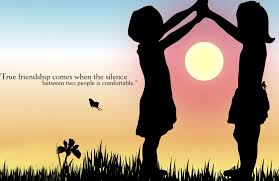 "True friendship comes when the silence
between two people is comfortable."